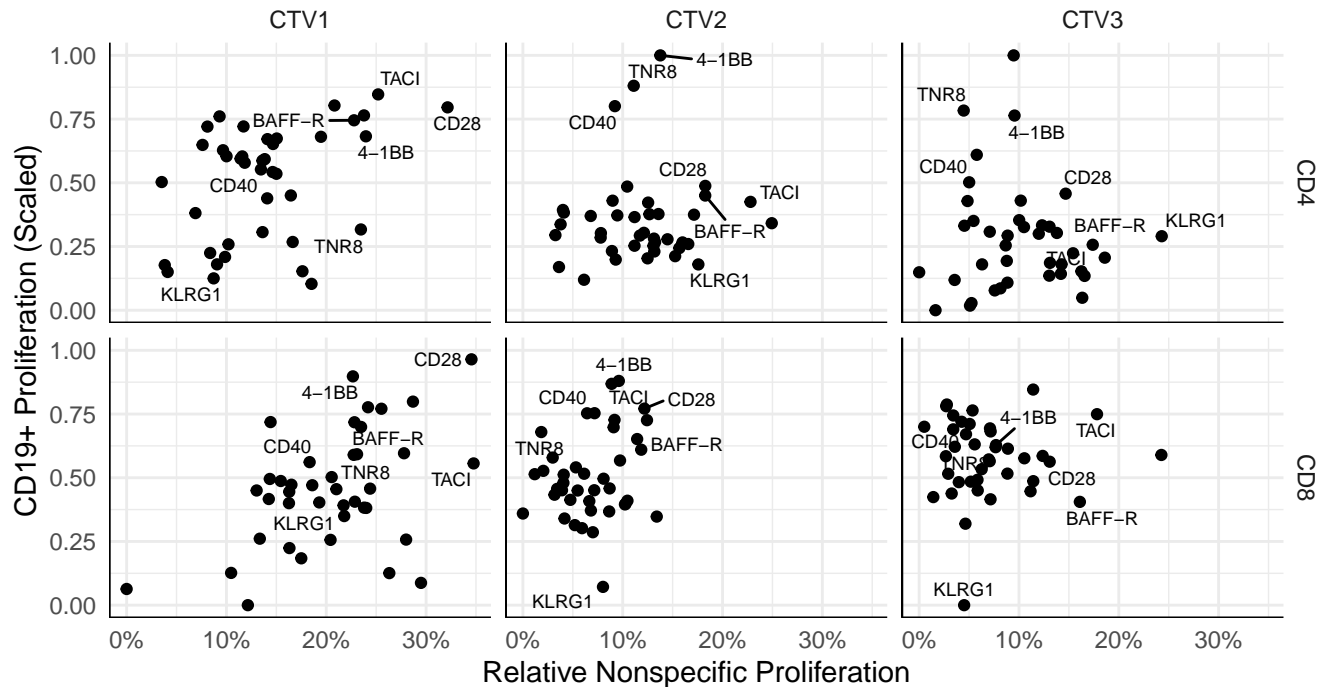 CTV1
CTV2
CTV3
CD19+ Proliferation (Scaled)
1.00
0.75
0.50
0.25
0.00
TACI
BAFF−R
CD28
4−1BB
CD40
TNR8
KLRG1
4−1BB
TNR8
CD40
CD28
TACI
BAFF−R
KLRG1
TNR8
4−1BB
CD40
CD28
BAFF−R
KLRG1
TACI
CD4
1.00
0.75
0.50
0.25
0.00
CD28
4−1BB
BAFF−R
CD40
TNR8
TACI
KLRG1
4−1BB
CD40
TACI
CD28
TNR8
BAFF−R
KLRG1
4−1BB
TACI
CD40
TNR8
CD28
BAFF−R
KLRG1
CD8
0% 10% 20% 30%
0% 10% 20% 30%
0% 10% 20% 30%
Relative Nonspecific Proliferation